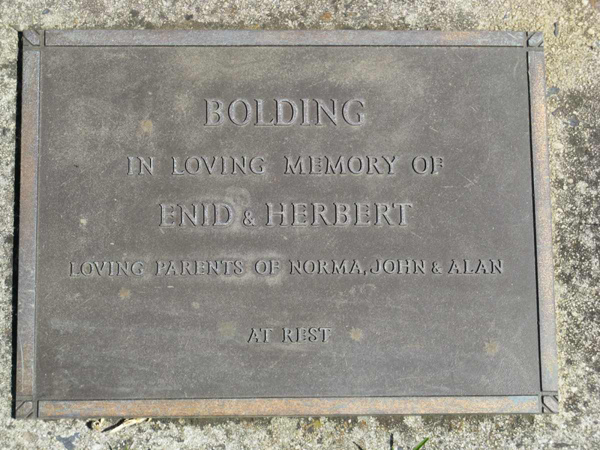 BOLDING
IN LOVING MEMORY OF
ENID & HERBERT
LOVING PARENTS OF NORMA, JOHN & ALAN
AT REST